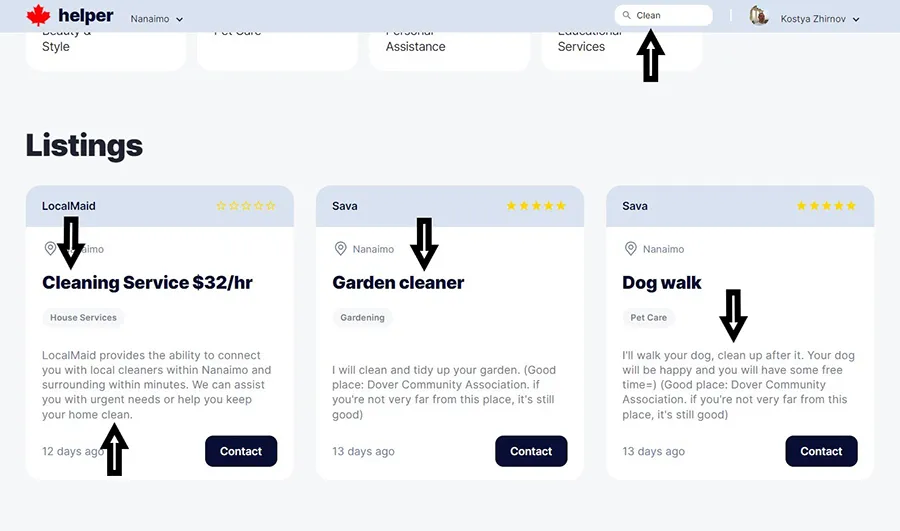 helper
Nanaimo
Clean
Kostya Zhirnov
Beauty &
Style
Pet Care
Personal
Assistance
Educational
Services
Listings
LocalMaid
Cleaning Service $32/hr
House Services
LocalMaid provides the ability to connect
you with local cleaners within Nanaimo and
surrounding within minutes. We can assist
you with urgent needs or help you keep
your home clean.
12 days ago
Contact
Sava
Nanaimo
Garden cleaner
Gardening
I will clean and tidy up your garden. (Good
place: Dover Community Association. if
you're not very far from this place, it's still
good)
13 days ago
Contact
Sava
Nanaimo
Dog walk
Pet Care
I'll walk your dog, clean up after it. Your dog
will be happy and you will have some free
time=) (Good place: Dover Community
Association. if you're not very far from this
place, it's still good)
13 days ago
Contact